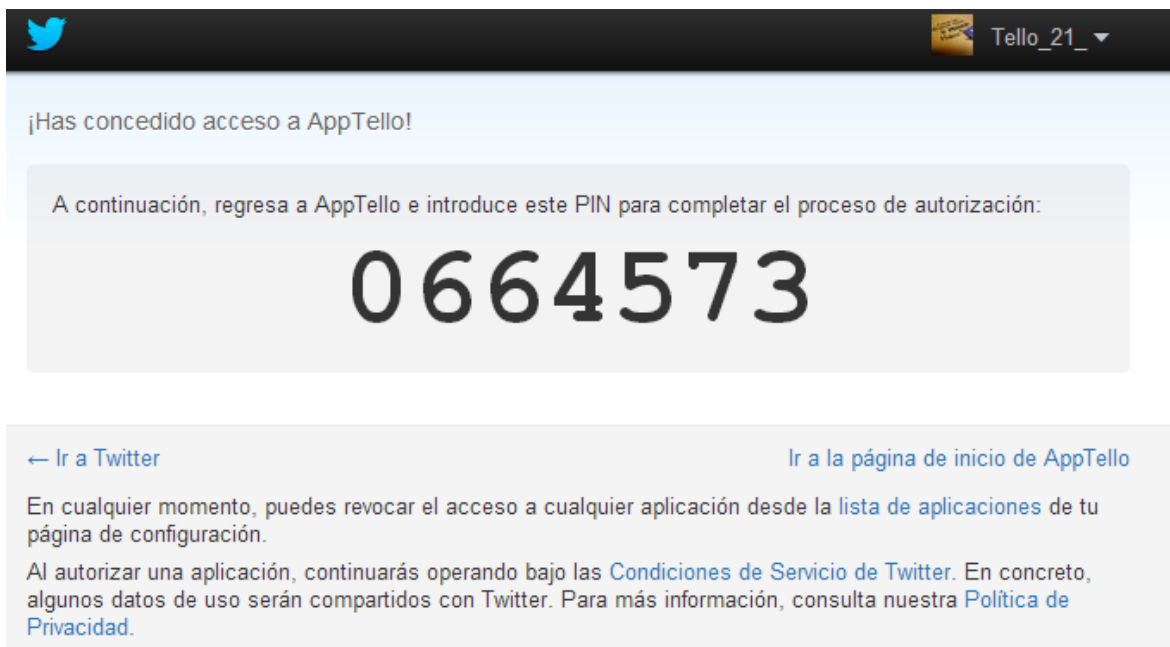 Tello_21_
¡Has concedido acceso a AppTello!
A continuación, regresa a AppTello e introduce este PIN para completar el proceso de autorización:
0664573
← Ir a Twitter
Ir a la página de inicio de AppTello
En cualquier momento, puedes revocar el acceso a cualquier aplicación desde la lista de aplicaciones de tu
página de configuración.
Al autorizar una aplicación, continuarás operando bajo las Condiciones de Servicio de Twitter. En concreto,
algunos datos de uso serán compartidos con Twitter. Para más información, consulta nuestra Política de
Privacidad.